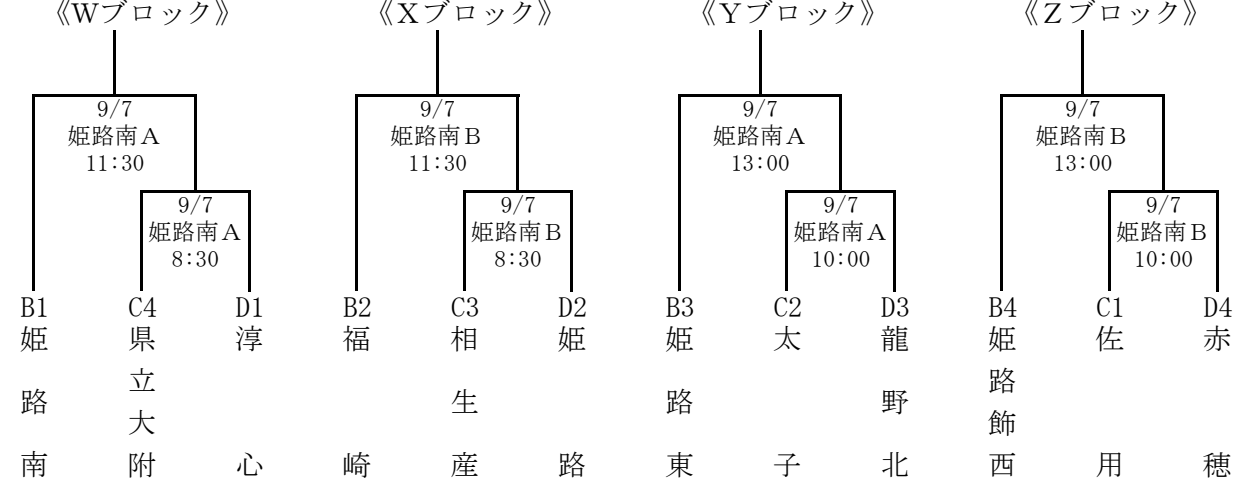 《Wブロック》
《Xブロック》
《Yブロック》
《Zブロック》
9/7
姫路南A
11:30
9/7
姫路南B
11:30
9/7
姫路南A
13:00
9/7
姫路南B
13:00
9/7
姫路南A
8:30
9/7
姫路南B
8:30
9/7
姫路南A
10:00
9/7
姫路南B
10:00
B1
姫路南
C4
県立大附
D1
淳心
B2
福崎
C3
相生産
D2
姫路
B3
姫路東
C2
太子
D3
龍野北
B4
姫路飾西
C1
佐用
D4
赤穂